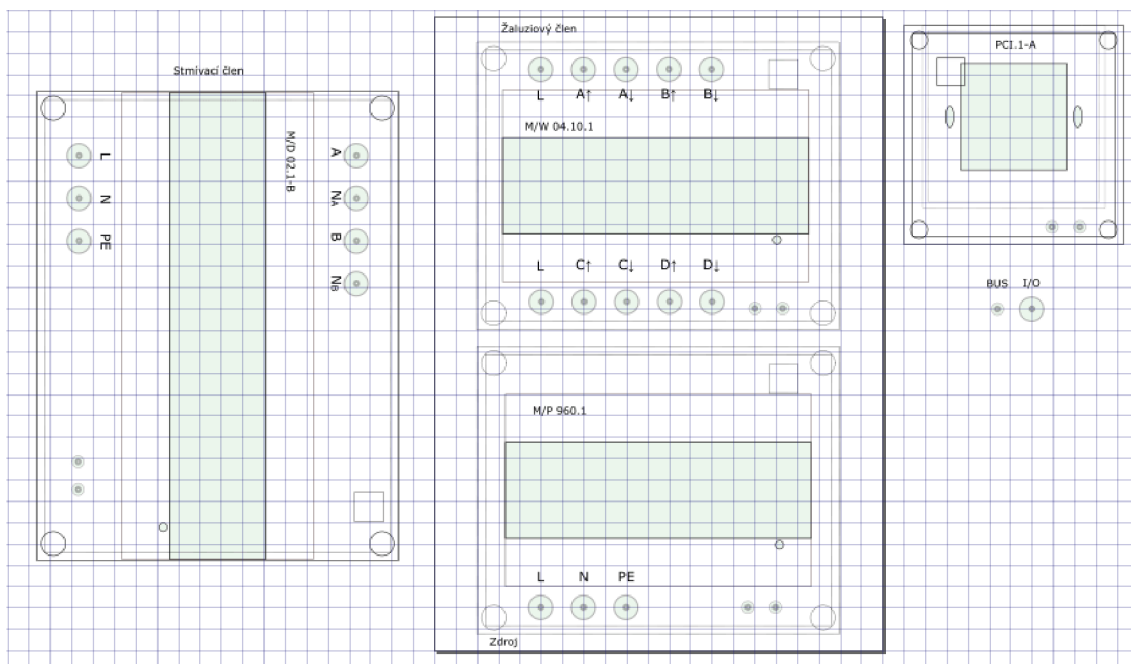 Stmívací člen
M/D 02.1-B
L
N
PE
A
NA
B
NB
Žaluziový člen
L A↑ A↓ B↑ B↓
M/W 04.10.1
L C↑ C↓ D↑ D↓
M/P 960.1
L N PE
Zdroj
PCI.1-A
BUS I/O